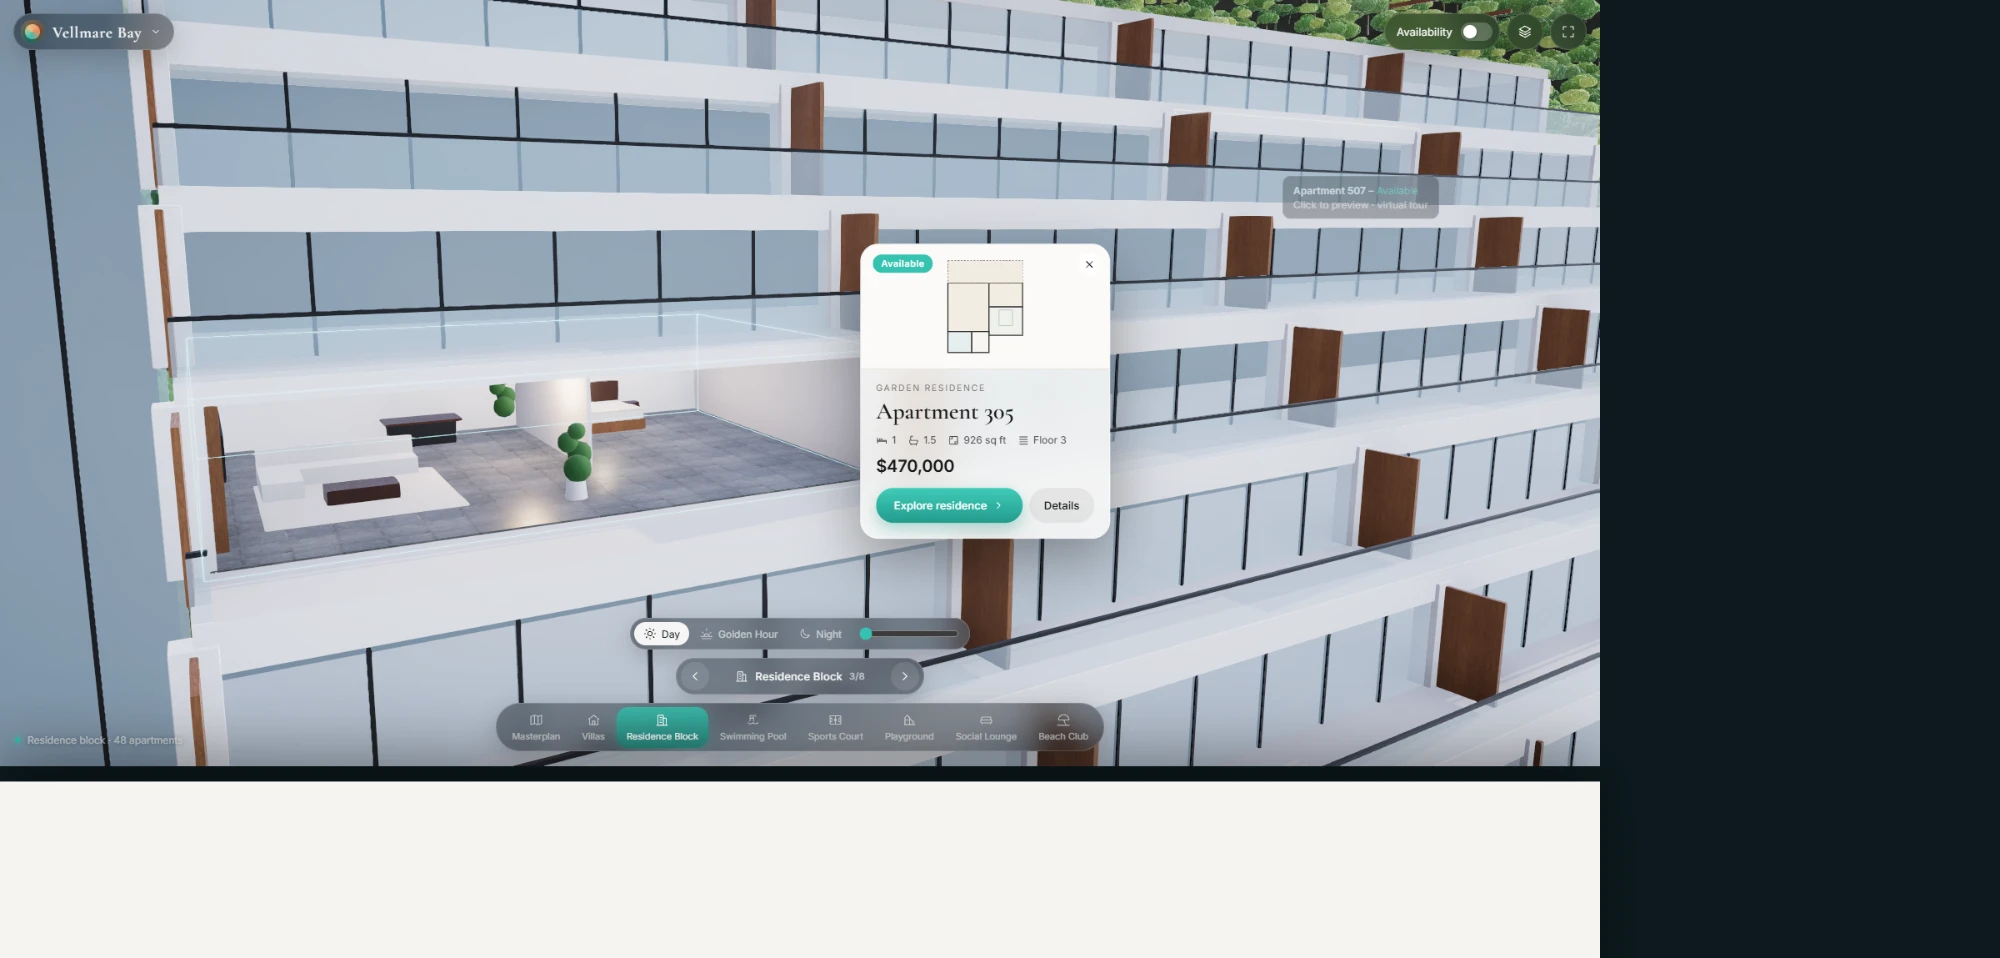 Vellmare Bay
Availability
Apartment 507 – Available
Click to preview · virtual tour
Available
GARDEN RESIDENCE
Apartment 305
1 1.5 926 sq ft Floor 3
$470,000
Explore residence
Details
Day Golden Hour Night
Residence Block 3/8
Masterplan Villas Residence Block Swimming Pool Sports Court Playground Social Lounge Beach Club
Residence block · 48 apartments